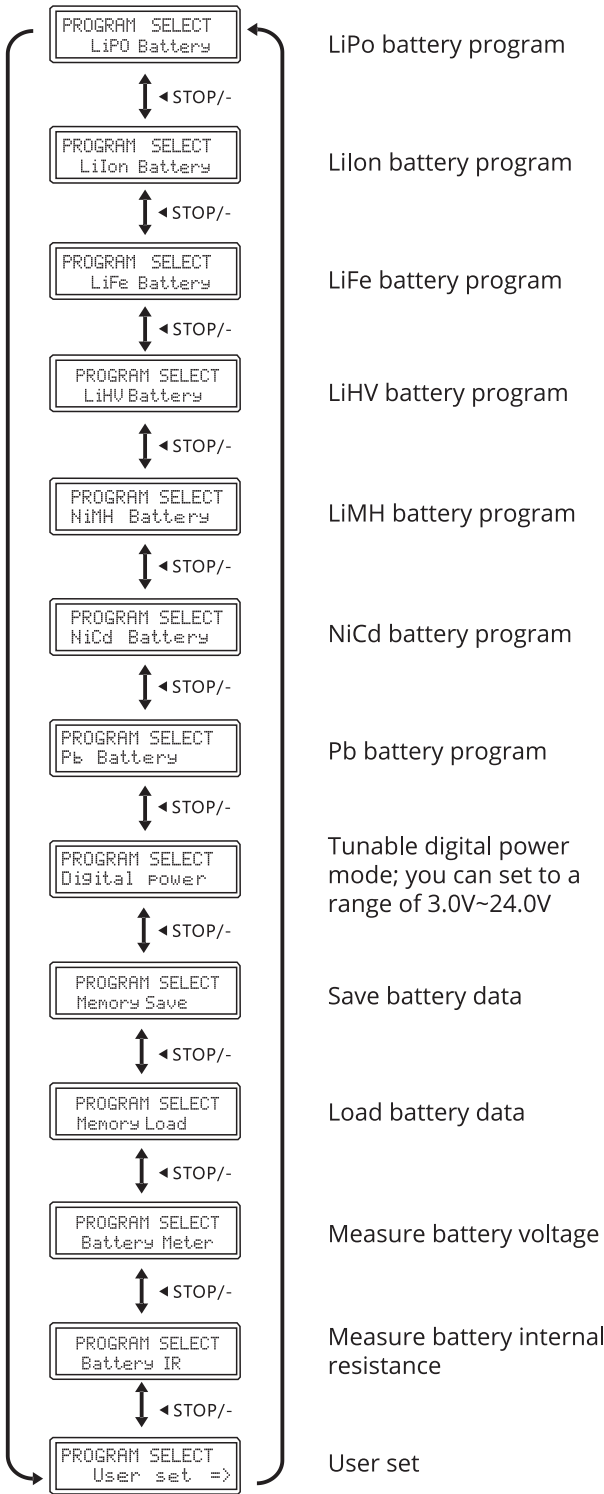 PROGRAM SELECT
LiPO Battery
LiPo battery program
◄ STOP/-
PROGRAM SELECT
LiIon Battery
LiIon battery program
◄ STOP/-
PROGRAM SELECT
LiFe Battery
LiFe battery program
◄ STOP/-
PROGRAM SELECT
LiHV Battery
LiHV battery program
◄ STOP/-
PROGRAM SELECT
NiMH Battery
LiMH battery program
◄ STOP/-
PROGRAM SELECT
NiCd Battery
NiCd battery program
◄ STOP/-
PROGRAM SELECT
Pb Battery
Pb battery program
◄ STOP/-
PROGRAM SELECT
Digital power
Tunable digital power
mode; you can set to a
range of 3.0V~24.0V
◄ STOP/-
PROGRAM SELECT
Memory Save
Save battery data
◄ STOP/-
PROGRAM SELECT
Memory Load
Load battery data
◄ STOP/-
PROGRAM SELECT
Battery Meter
Measure battery voltage
◄ STOP/-
PROGRAM SELECT
Battery IR
Measure battery internal
resistance
◄ STOP/-
PROGRAM SELECT
User set =>
User set